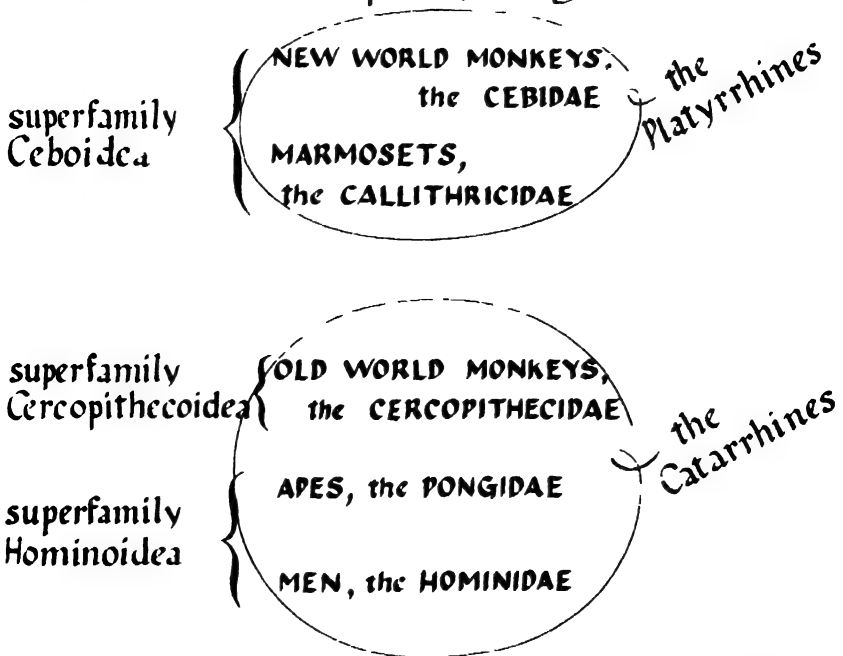 superfamily
Ceboidea
NEW WORLD MONKEYS,
the CEBIDAE
MARMOSETS,
the CALLITHRICIDAE
the
Platyrrhines
superfamily
Cercopithecoidea
OLD WORLD MONKEYS,
the CERCOPITHECIDAE
superfamily
Hominoidea
APES, the PONGIDAE
MEN, the HOMINIDAE
the
Catarrhines